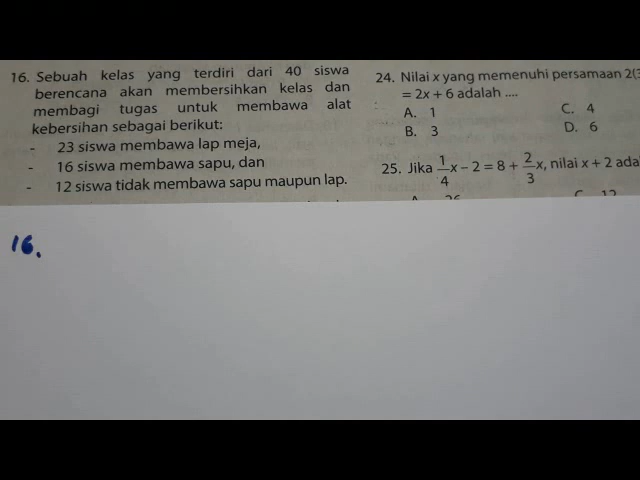 16. Sebuah kelas yang terdiri dari 40 siswa
berencana akan membersihkan kelas dan
membagi tugas untuk membawa alat
kebersihan sebagai berikut:
- 23 siswa membawa lap meja,
- 16 siswa membawa sapu, dan
- 12 siswa tidak membawa sapu maupun lap.
24. Nilai x yang memenuhi persamaan 2(3
= 2x + 6 adalah ....
A. 1 C. 4
B. 3 D. 6
25. Jika 1/4 x – 2 = 8 + 2/3 x, nilai x + 2 ada
16.